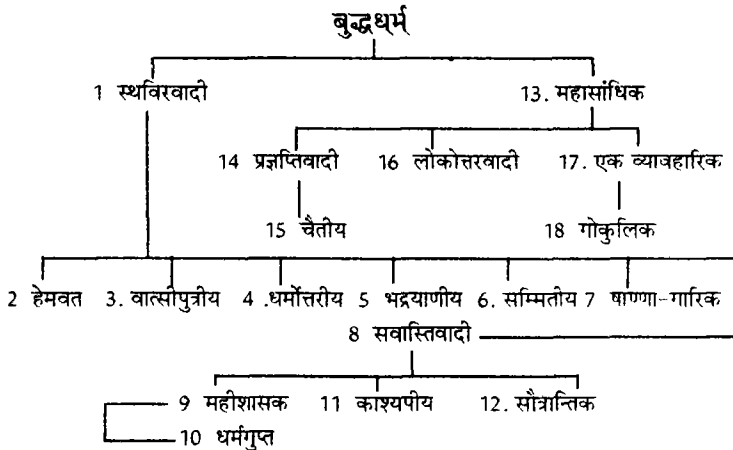 बुद्धधर्म
1 स्थविरवादी 13. महासांधिक
14 प्रज्ञप्तिवादी 16 लोकोत्तरवादी 17. एक व्यावहारिक
15 चैतीय 18 गोकुलिक
2 हेमवत 3. वात्सीपुत्रीय 4 .धर्मोत्तरीय 5 भद्रयाणीय 6. सम्मितीय 7 षाण्णा-गारिक
8 सवास्तिवादी
9 महीशासक 11 काश्यपीय 12. सौत्रान्तिक
10 धर्मगुप्त